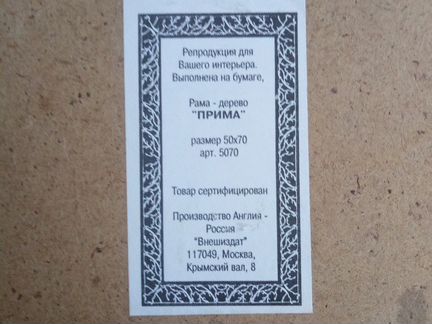 Репродукция для
Вашего интерьера.
Выполнена на бумаге,
Рама - дерево
"ПРИМА"
размер 50х70
арт. 5070
Товар сертифицирован
Производство Англия -
Россия
"Внешиздат"
117049, Москва,
Крымский вал, 8